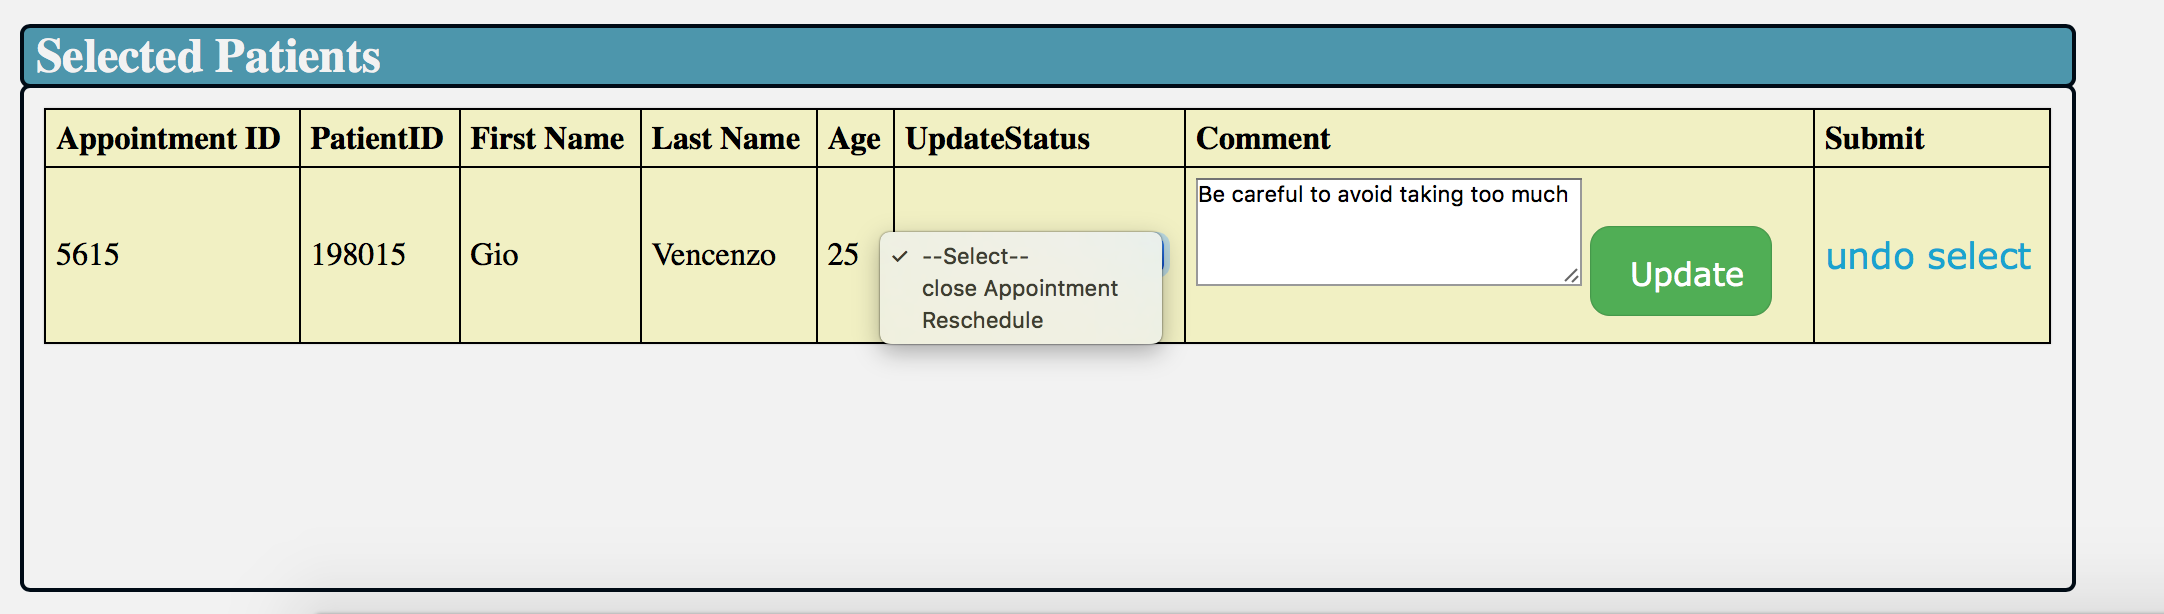 Selected Patients
Appointment ID PatientID First Name Last Name Age UpdateStatus Comment Submit
Be careful to avoid taking too much
5615 198015 Gio Vencenzo 25 --Select-- undo select
close Appointment
Update
Reschedule